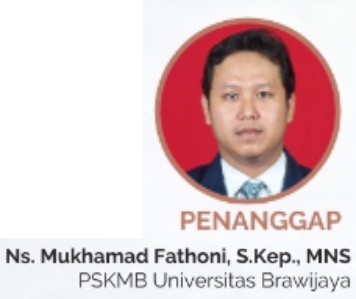 PENANGGAP
Ns. Mukhamad Fathoni, S.Kep., MNS
PSKMB Universitas Brawijaya